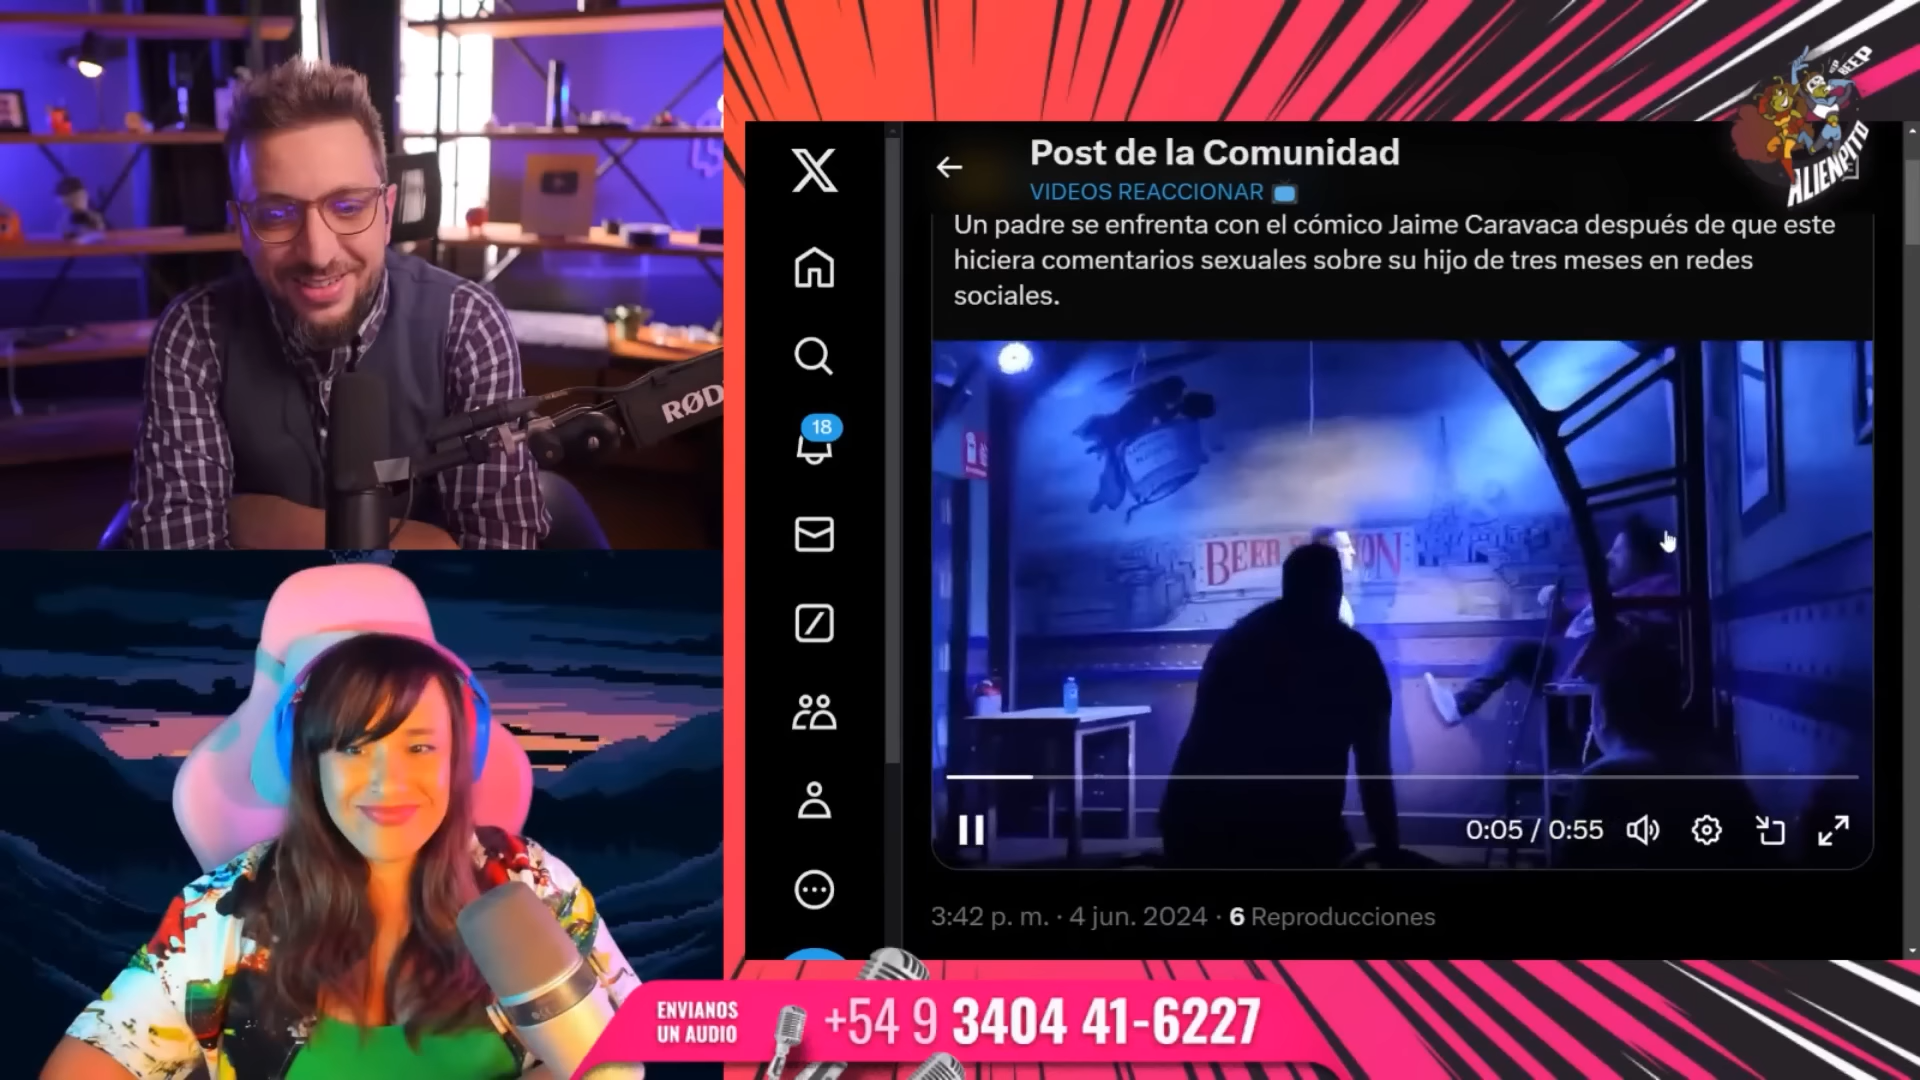 RØD
BEEP
ALIENPITO
Post de la Comunidad
VIDEOS REACCIONAR
Un padre se enfrenta con el cómico Jaime Caravaca después de que este
hiciera comentarios sexuales sobre su hijo de tres meses en redes
sociales.
18
BEER
ION
0:05 / 0:55
3:42 p. m. · 4 jun. 2024 · 6 Reproducciones
ENVIANOS
UN AUDIO
+54 9 3404 41-6227